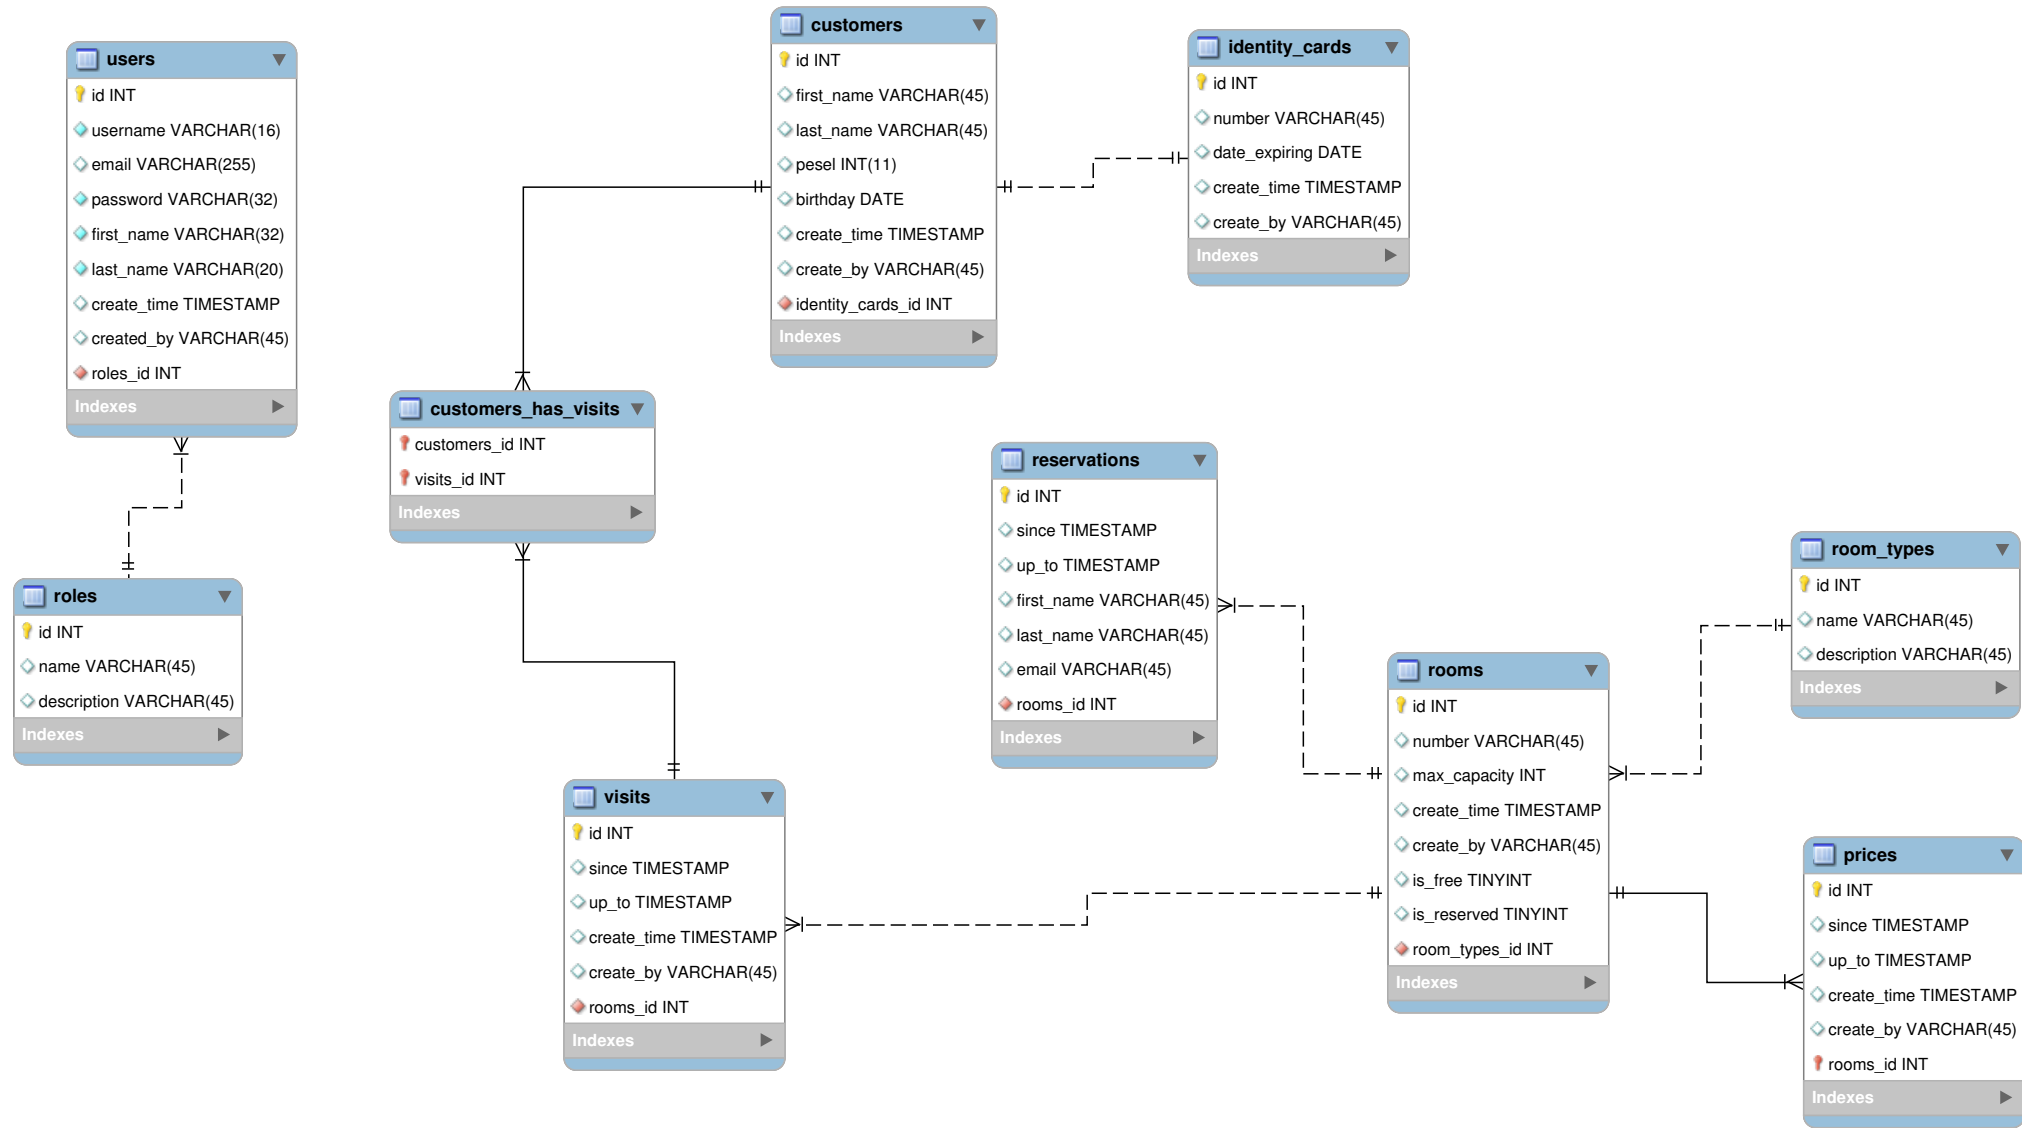 users
id INT
username VARCHAR(16)
email VARCHAR(255)
password VARCHAR(32)
first_name VARCHAR(32)
last_name VARCHAR(20)
create_time TIMESTAMP
created_by VARCHAR(45)
roles_id INT
Indexes
roles
id INT
name VARCHAR(45)
description VARCHAR(45)
Indexes
customers
id INT
first_name VARCHAR(45)
last_name VARCHAR(45)
pesel INT(11)
birthday DATE
create_time TIMESTAMP
create_by VARCHAR(45)
identity_cards_id INT
Indexes
identity_cards
id INT
number VARCHAR(45)
date_expiring DATE
create_time TIMESTAMP
create_by VARCHAR(45)
Indexes
customers_has_visits
customers_id INT
visits_id INT
Indexes
reservations
id INT
since TIMESTAMP
up_to TIMESTAMP
first_name VARCHAR(45)
last_name VARCHAR(45)
email VARCHAR(45)
rooms_id INT
Indexes
room_types
id INT
name VARCHAR(45)
description VARCHAR(45)
Indexes
rooms
id INT
number VARCHAR(45)
max_capacity INT
create_time TIMESTAMP
create_by VARCHAR(45)
is_free TINYINT
is_reserved TINYINT
room_types_id INT
Indexes
visits
id INT
since TIMESTAMP
up_to TIMESTAMP
create_time TIMESTAMP
create_by VARCHAR(45)
rooms_id INT
Indexes
prices
id INT
since TIMESTAMP
up_to TIMESTAMP
create_time TIMESTAMP
create_by VARCHAR(45)
rooms_id INT
Indexes